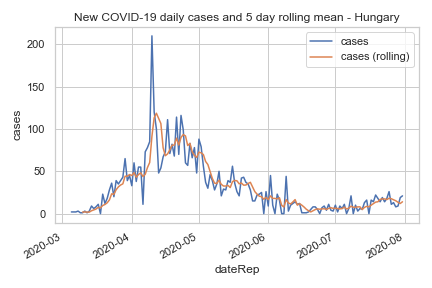 New COVID-19 daily cases and 5 day rolling mean - Hungary
cases
cases (rolling)
200
150
100
50
0
cases
2020-03
2020-04
2020-05
2020-06
2020-07
2020-08
dateRep